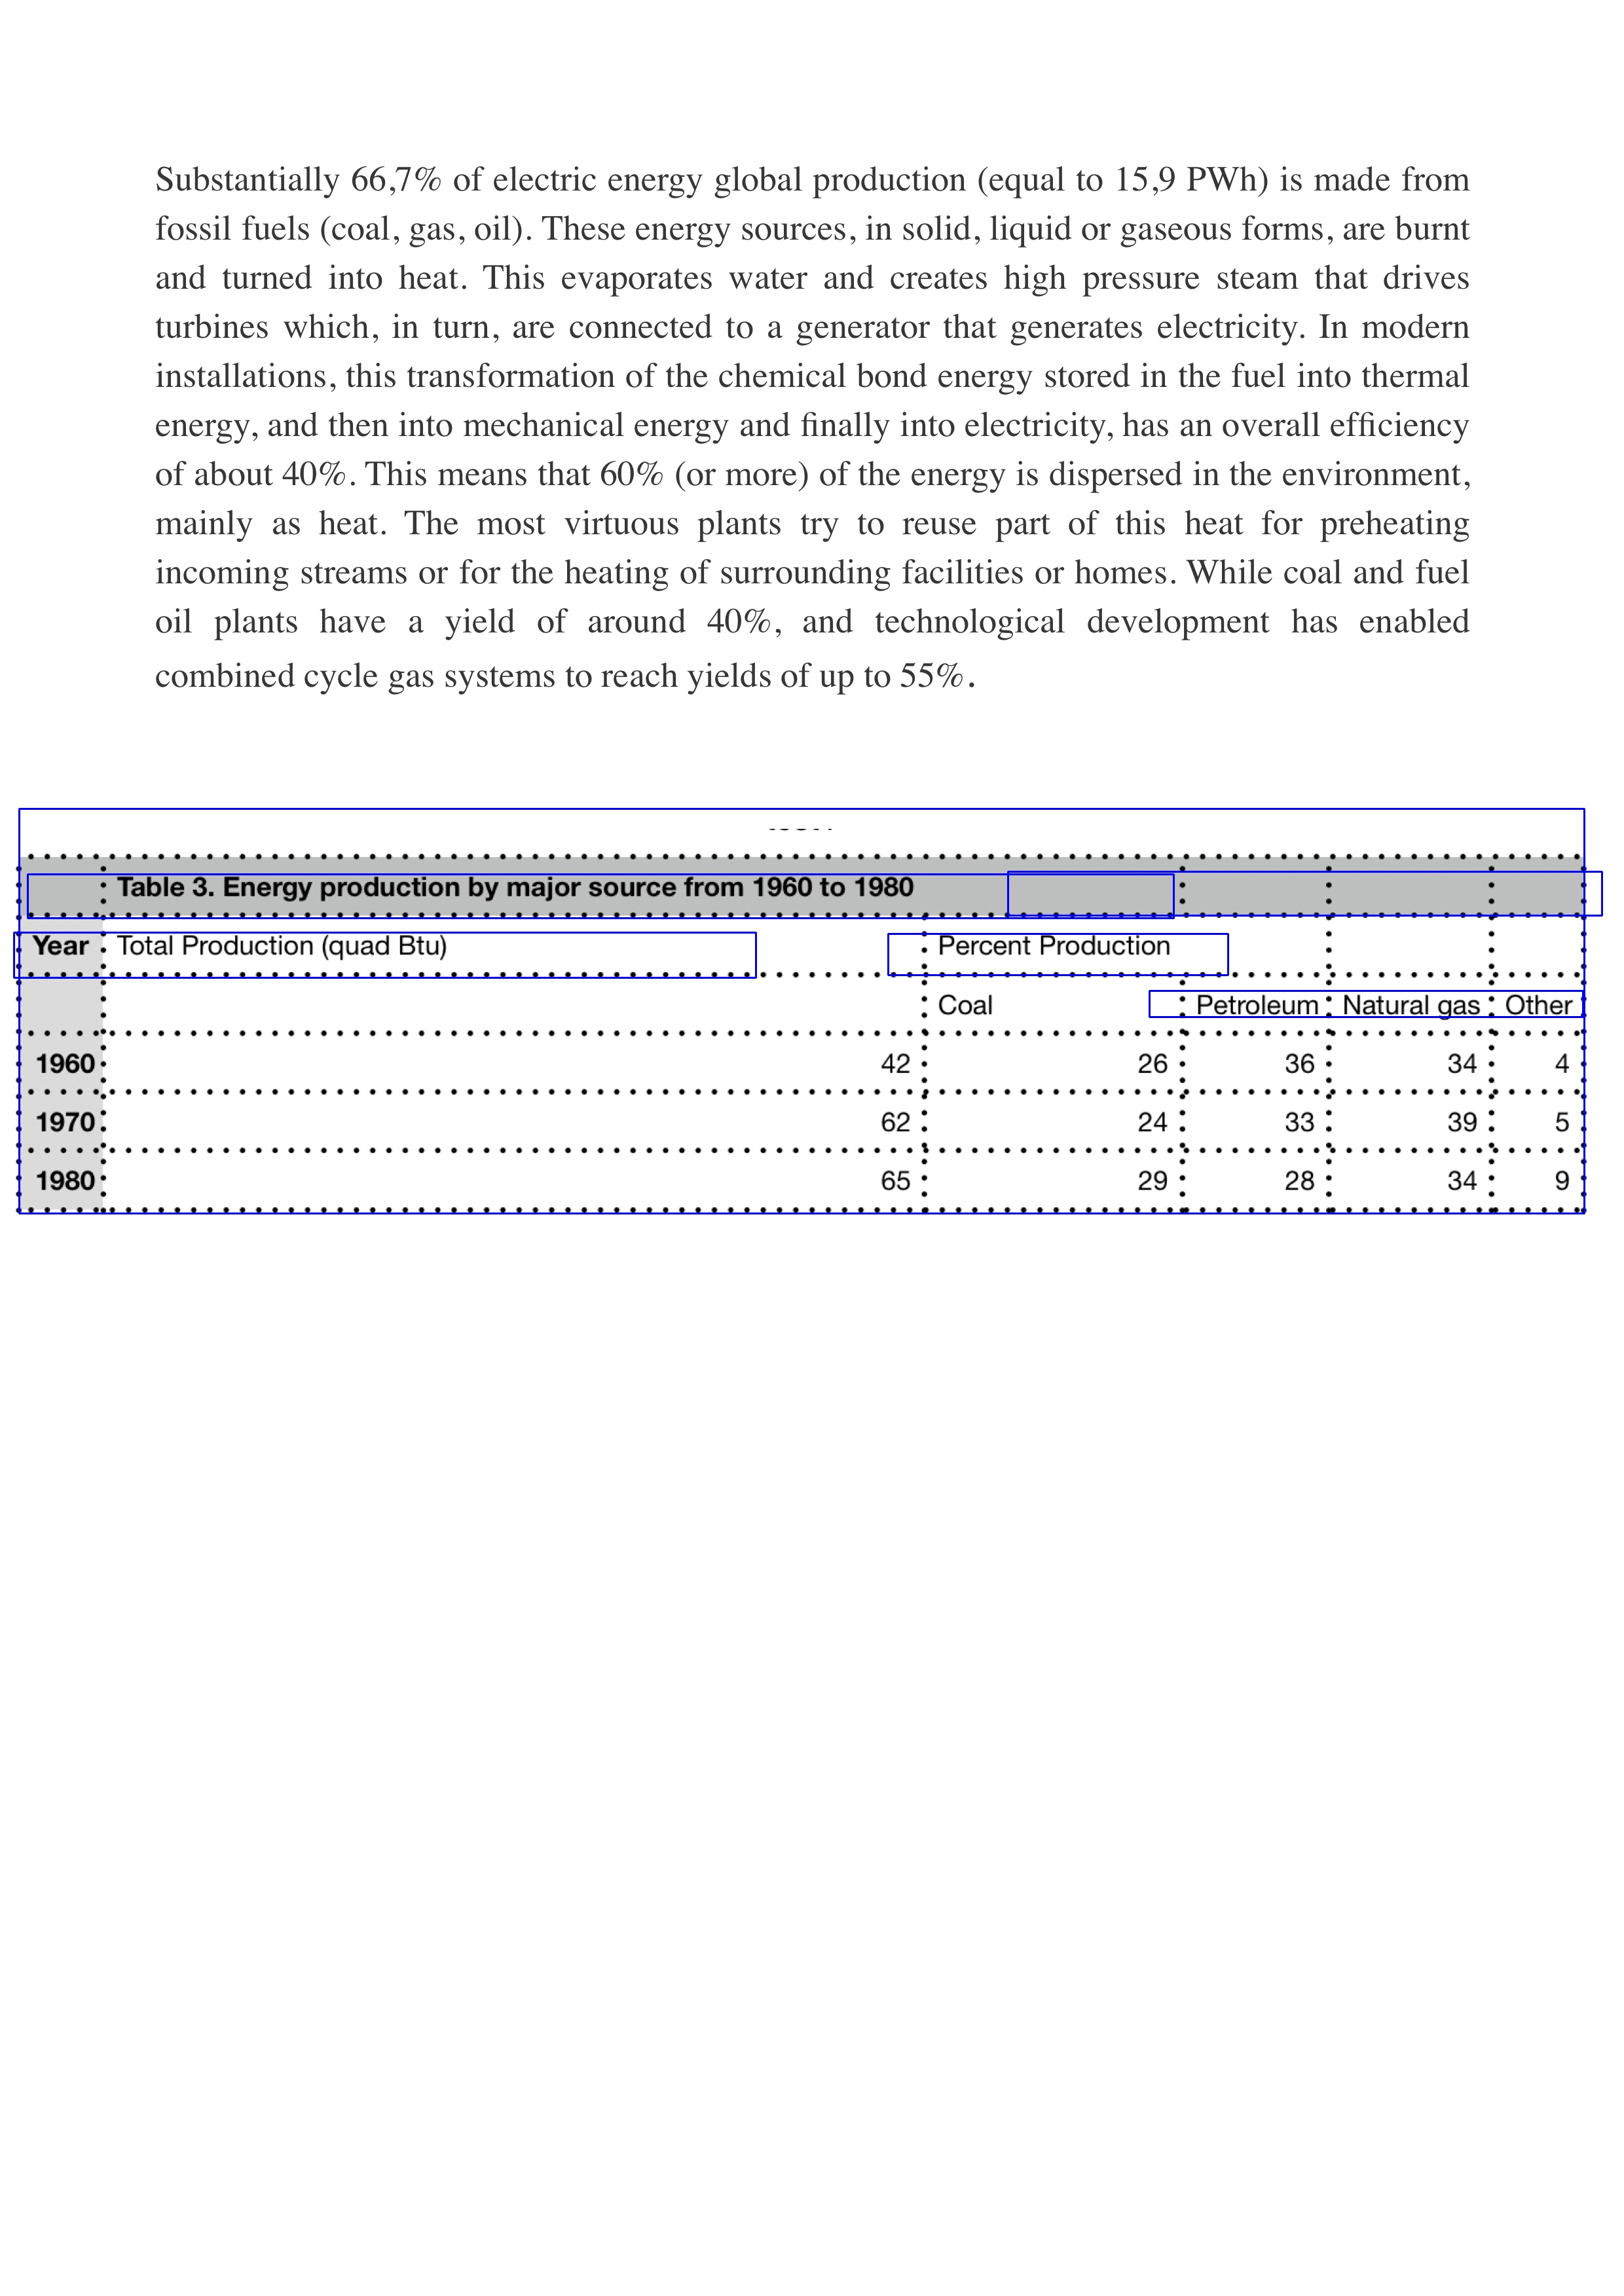 Substantially 66,7% of electric energy global production (equal to 15,9 PWh) is made from
fossil fuels (coal, gas, oil). These energy sources, in solid, liquid or gaseous forms, are burnt
and turned into heat. This evaporates water and creates high pressure steam that drives
turbines which, in turn, are connected to a generator that generates electricity. In modern
installations, this transformation of the chemical bond energy stored in the fuel into thermal
energy, and then into mechanical energy and finally into electricity, has an overall efficiency
of about 40%. This means that 60% (or more) of the energy is dispersed in the environment,
mainly as heat. The most virtuous plants try to reuse part of this heat for preheating
incoming streams or for the heating of surrounding facilities or homes. While coal and fuel
oil plants have a yield of around 40%, and technological development has enabled
combined cycle gas systems to reach yields of up to 55%.
Table 3. Energy production by major source from 1960 to 1980
Year Total Production (quad Btu) Percent Production
Coal Petroleum Natural gas Other
1960 42 26 36 34 4
1970 62 24 33 39 5
1980 65 29 28 34 9